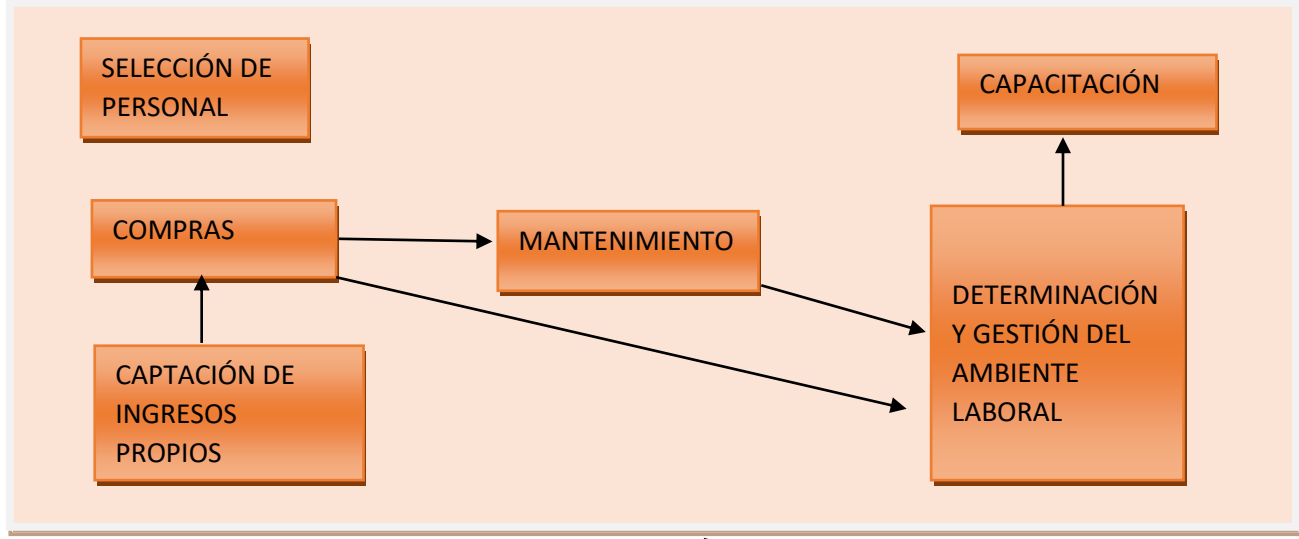 SELECCIÓN DE
PERSONAL
CAPACITACIÓN
COMPRAS
MANTENIMIENTO
DETERMINACIÓN
Y GESTIÓN DEL
AMBIENTE
LABORAL
CAPTACIÓN DE
INGRESOS
PROPIOS